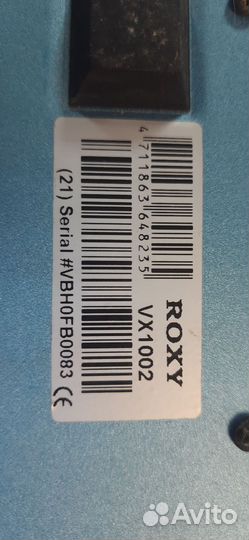 ROXY
VX1002
4 711863 648235
(21) Serial #VBH0FB0083 CE
Avito